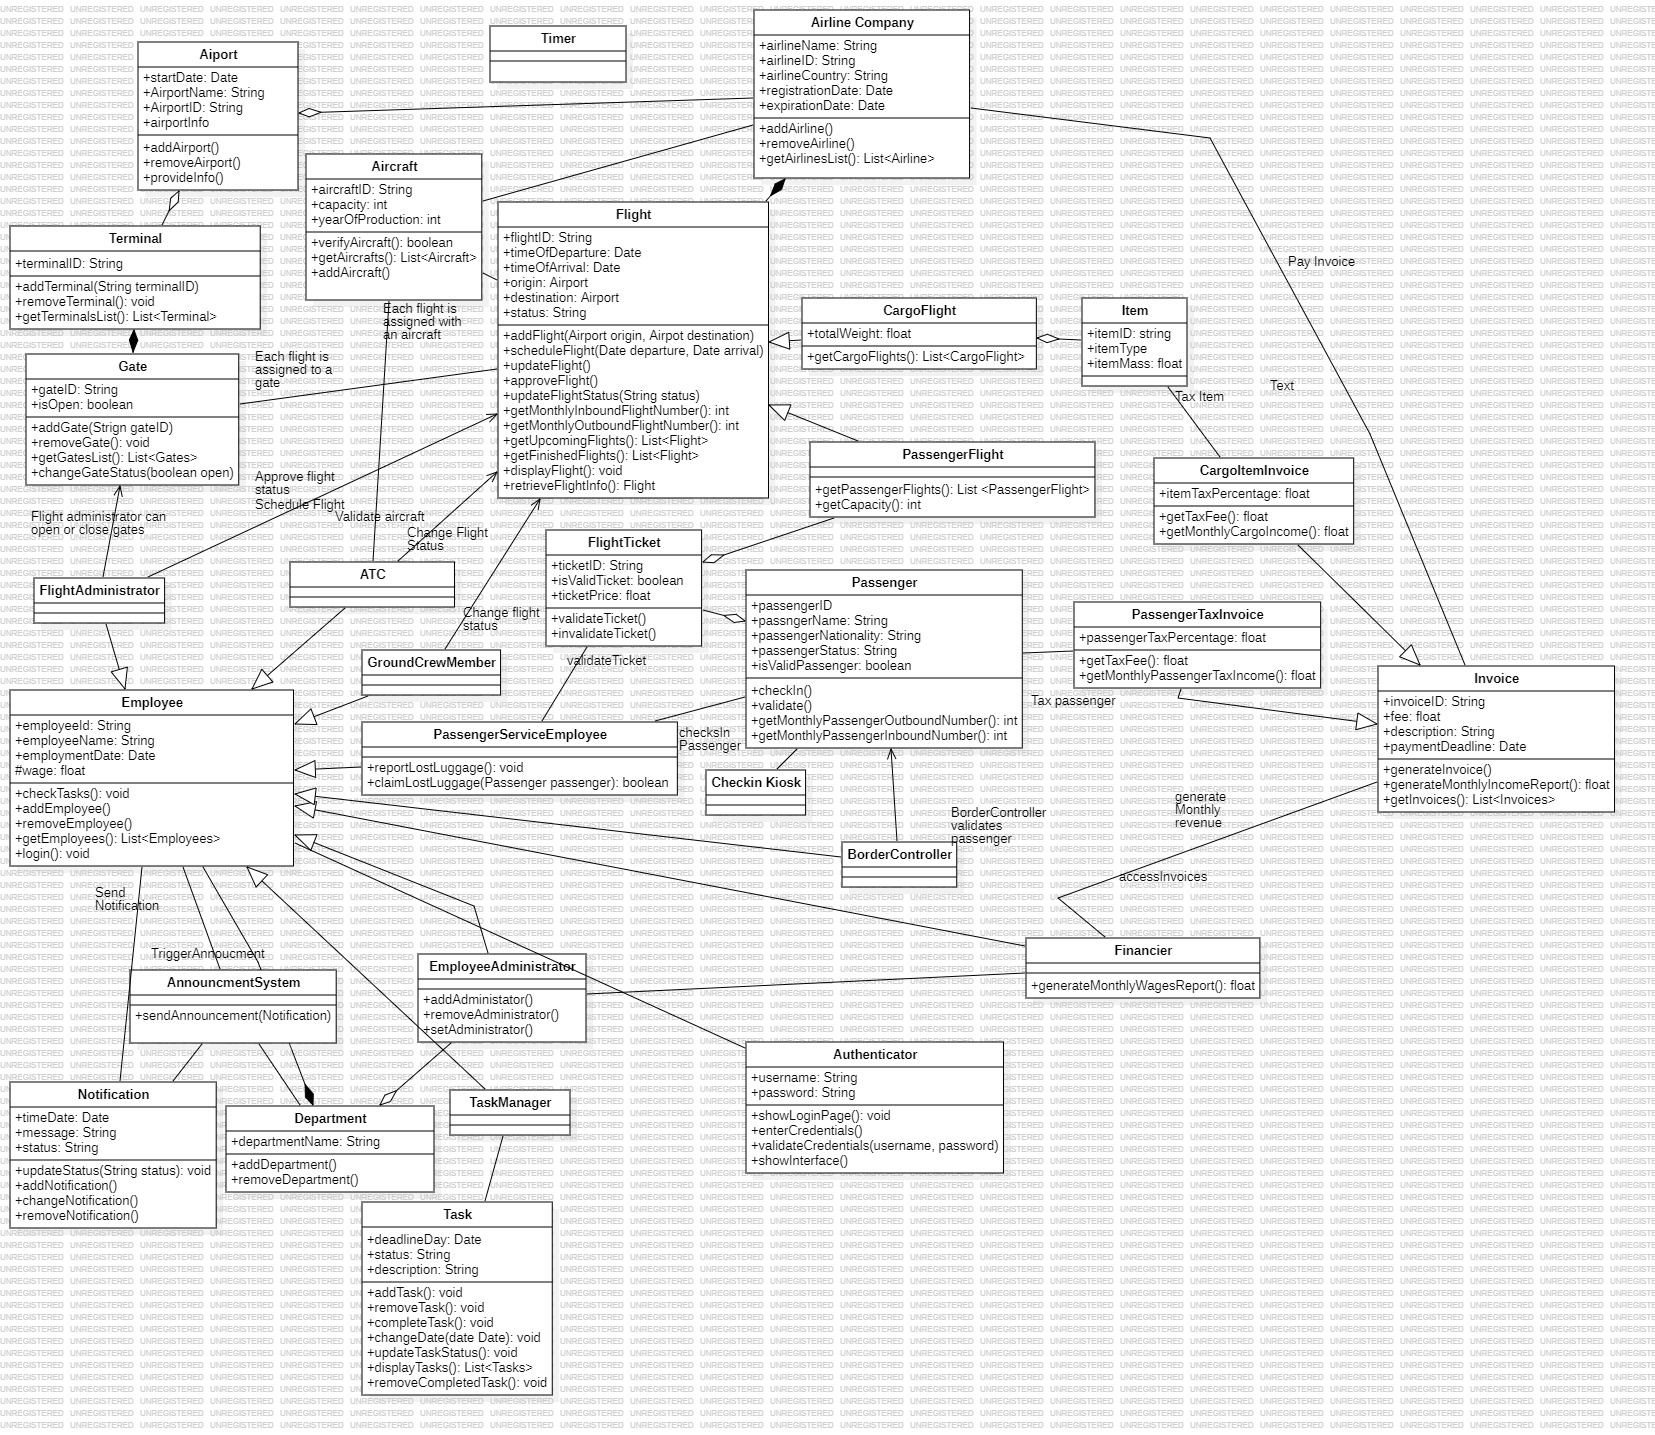 Aiport
+startDate: Date
+AirportName: String
+AirportID: String
+airportInfo
+addAirport()
+removeAirport()
+provideInfo()
Timer
Airline Company
+airlineName: String
+airlineID: String
+airlineCountry: String
+registrationDate: Date
+expirationDate: Date
+addAirline()
+removeAirline()
+getAirlinesList(): List<Airline>
Aircraft
+aircraftID: String
+capacity: int
+yearOfProduction: int
+verifyAircraft(): boolean
+getAircrafts(): List<Aircraft>
+addAircraft()
Each flight is
assigned with
an aircraft
Terminal
+terminalID: String
+addTerminal(String terminalID)
+removeTerminal(): void
+getTerminalsList(): List<Terminal>
Flight
+flightID: String
+timeOfDeparture: Date
+timeOfArrival: Date
+origin: Airport
+destination: Airport
+status: String
+addFlight(Airport origin, Airpot destination)
+scheduleFlight(Date departure, Date arrival)
+updateFlight()
+approveFlight()
+updateFlightStatus(String status)
+getMonthlyInboundFlightNumber(): int
+getMonthlyOutboundFlightNumber(): int
+getUpcomingFlights(): List<Flight>
+getFinishedFlights(): List<Flight>
+displayFlight(): void
+retrieveFlightInfo(): Flight
Pay Invoice
CargoFlight
+totalWeight: float
+getCargoFlights(): List<CargoFlight>
Item
+itemID: string
+itemType
+itemMass: float
Tax Item
Text
Gate
+gateID: String
+isOpen: boolean
+addGate(Strign gateID)
+removeGate(): void
+getGatesList(): List<Gates>
+changeGateStatus(boolean open)
Each flight is
assigned to a
gate
PassengerFlight
+getPassengerFlights(): List <PassengerFlight>
+getCapacity(): int
CargoItemInvoice
+itemTaxPercentage: float
+getTaxFee(): float
+getMonthlyCargoIncome(): float
Approve flight
status
Schedule Flight
Flight administrator can
open or close gates
Validate aircraft
Change Flight
Status
FlightTicket
+ticketID: String
+isValidTicket: boolean
+ticketPrice: float
+validateTicket()
+invalidateTicket()
validateTicket
FlightAdministrator
ATC
Change flight
status
GroundCrewMember
Passenger
+passengerID
+passngerName: String
+passengerNationality: String
+passengerStatus: String
+isValidPassenger: boolean
+checkIn()
+validate()
+getMonthlyPassengerOutboundNumber(): int
+getMonthlyPassengerInboundNumber(): int
PassengerTaxInvoice
+passengerTaxPercentage: float
+getTaxFee(): float
+getMonthlyPassengerTaxIncome(): float
Tax passenger
Invoice
+invoiceID: String
+fee: float
+description: String
+paymentDeadline: Date
+generateInvoice()
+generateMonthlyIncomeReport(): float
+getInvoices(): List<Invoices>
Employee
+employeeId: String
+employeeName: String
+employmentDate: Date
#wage: float
+checkTasks(): void
+addEmployee()
+removeEmployee()
+getEmployees(): List<Employees>
+login(): void
PassengerServiceEmployee
+reportLostLuggage(): void
+claimLostLuggage(Passenger passenger): boolean
checksIn
Passenger
Checkin Kiosk
BorderController
validates
passenger
BorderController
generate
Monthly
revenue
accessInvoices
Send
Notification
TriggerAnnoucment
AnnouncmentSystem
+sendAnnouncement(Notification)
EmployeeAdministrator
+addAdministator()
+removeAdministrator()
+setAdministrator()
Financier
+generateMonthlyWagesReport(): float
Authenticator
+username: String
+password: String
+showLoginPage(): void
+enterCredentials()
+validateCredentials(username, password)
+showInterface()
Notification
+timeDate: Date
+message: String
+status: String
+updateStatus(String status): void
+addNotification()
+changeNotification()
+removeNotification()
Department
+departmentName: String
+addDepartment()
+removeDepartment()
TaskManager
Task
+deadlineDay: Date
+status: String
+description: String
+addTask(): void
+removeTask(): void
+completeTask(): void
+changeDate(date Date): void
+updateTaskStatus(): void
+displayTasks(): List<Tasks>
+removeCompletedTask(): void
UNREGISTERED